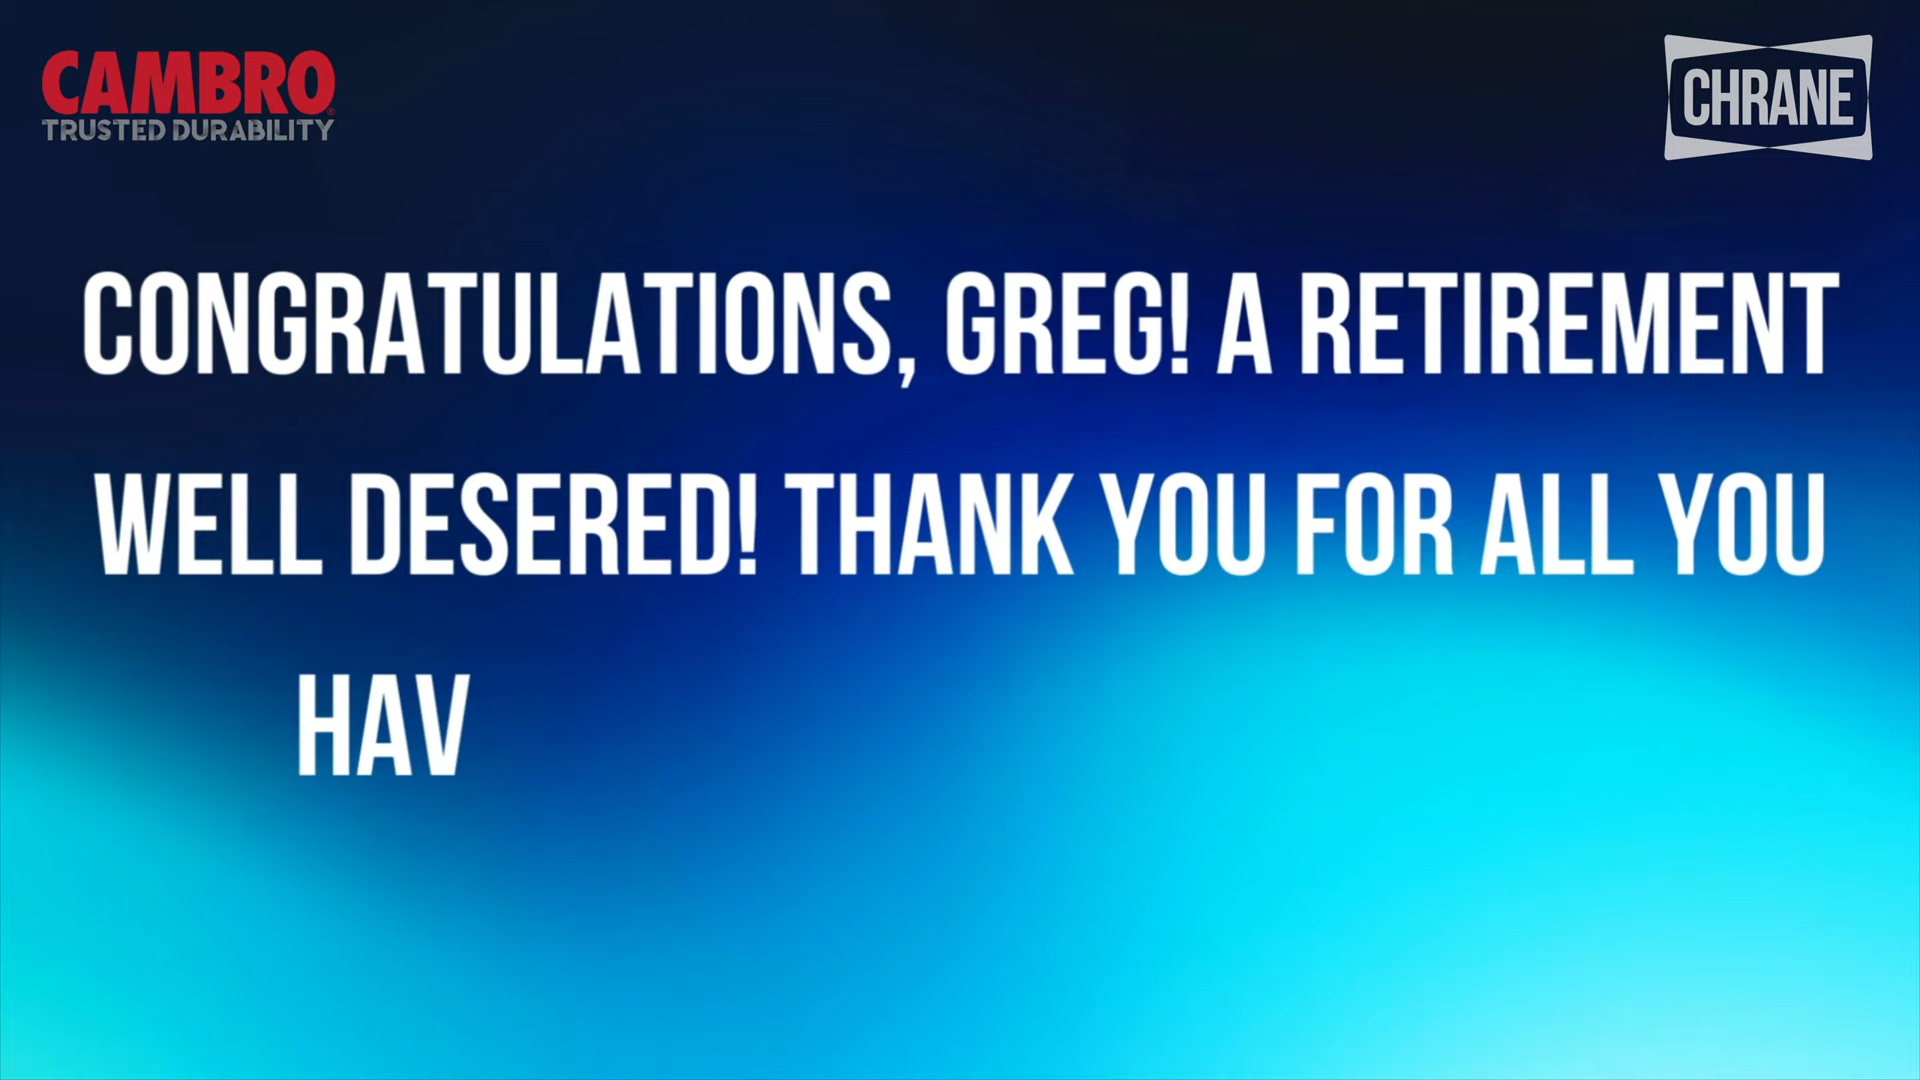 CAMBRO
TRUSTED DURABILITY
CHRANE
CONGRATULATIONS, GREG! A RETIREMENT
WELL DESERED! THANK YOU FOR ALL YOU
HAV